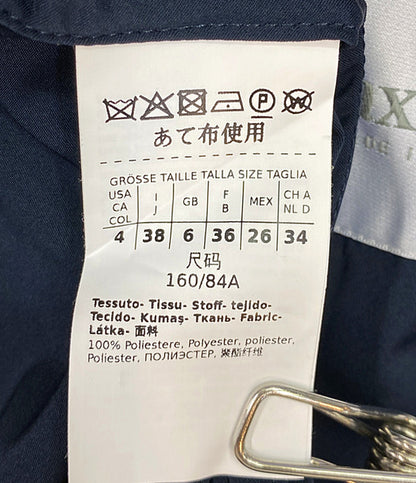 あて布使用
GRÖSSE TAILLE TALLA SIZE TAGLIA
USA CA COL I J GB F B MEX CH A NL D
4 38 6 36 26 34
尺码
160/84A
Tessuto- Tissu- Stoff- tejido-
Tecido- Kumaş- Ткань- Fabric-
Látka- 面料
100% Poliestere, Polyester, poliester,
Poliester, ПОЛИЭСТЕР, 聚酯纤维